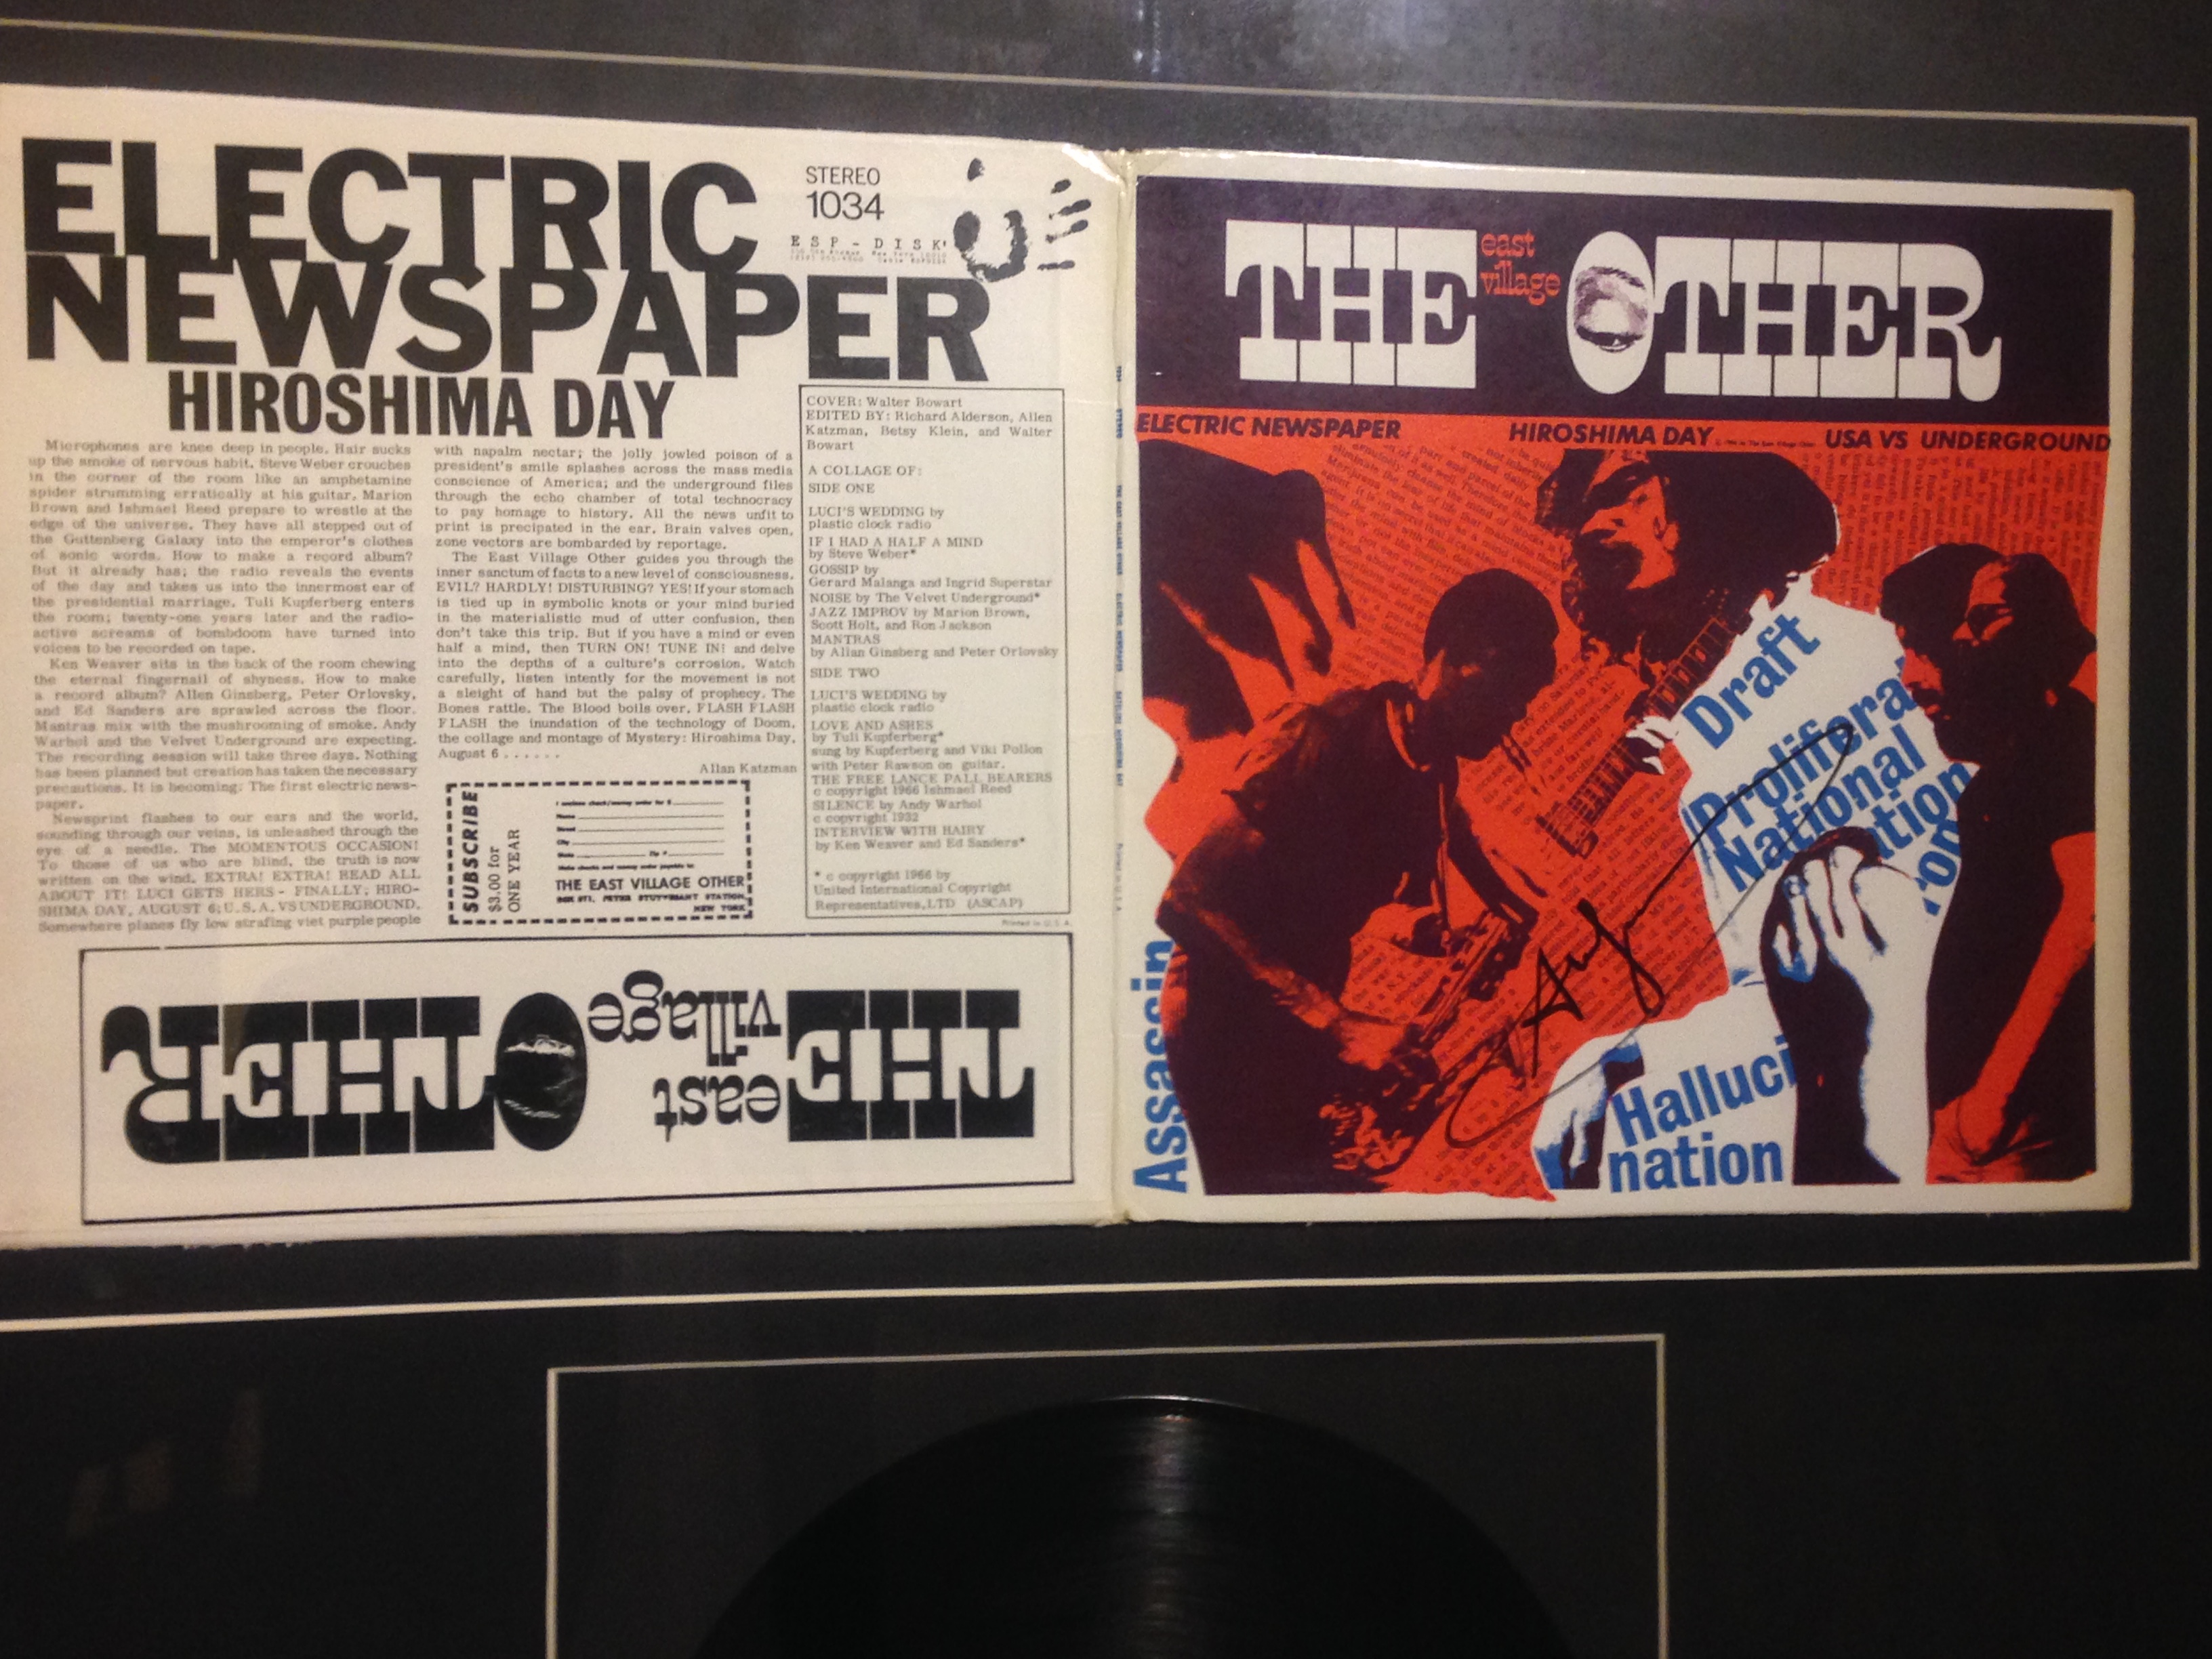 ELECTRIC
NEWSPAPER
HIROSHIMA DAY
STEREO
1034
ESP-DISK'
Microphones are knee deep in people. Hair sucks
up the smoke of nervous habit. Steve Weber crouches
in the corner of the room like an amphetamine
spider strumming erratically at his guitar. Marion
Brown and Ishmael Reed prepare to wrestle at the
edge of the universe. They have all stepped out of
the Guttenberg Galaxy into the emperor's clothes
of sonic words. How to make a record album?
But it already has; the radio reveals the events
of the day and takes us into the innermost ear of
the presidential marriage. Tuli Kupferberg enters
the room; twenty-one years later and the radio-
active screams of bombdoom have turned into
voices to be recorded on tape.
Ken Weaver sits in the back of the room chewing
the eternal fingernail of shyness. How to make
a record album? Allen Ginsberg, Peter Orlovsky,
and Ed Sanders are sprawled across the floor.
Mantras mix with the mushrooming of smoke. Andy
Warhol and the Velvet Underground are expecting.
The recording session will take three days. Nothing
has been planned but creation has taken the necessary
precautions. It is becoming: The first electric news-
paper.
Newsprint flashes to our ears and the world,
sounding through our veins, is unleashed through the
eye of a needle. The MOMENTOUS OCCASION!
To those of us who are blind, the truth is now
written on the wind. EXTRA! EXTRA! READ ALL
ABOUT IT! LUCI GETS HERS - FINALLY; HIRO-
SHIMA DAY, AUGUST 6; U.S.A. VS UNDERGROUND.
Somewhere planes fly low strafing viet purple people
with napalm nectar; the jolly jowled poison of a
president's smile splashes across the mass media
conscience of America; and the underground files
through the echo chamber of total technocracy
to pay homage to history. All the news unfit to
print is precipated in the ear. Brain valves open,
zone vectors are bombarded by reportage.
The East Village Other guides you through the
inner sanctum of facts to a new level of consciousness.
EVIL? HARDLY! DISTURBING? YES! If your stomach
is tied up in symbolic knots or your mind buried
in the materialistic mud of utter confusion, then
don't take this trip. But if you have a mind or even
half a mind, then TURN ON! TUNE IN! and delve
into the depths of a culture's corrosion. Watch
carefully, listen intently for the movement is not
a sleight of hand but the palsy of prophecy. The
Bones rattle. The Blood boils over. FLASH FLASH
FLASH the inundation of the technology of Doom,
the collage and montage of Mystery: Hiroshima Day,
August 6 . . . . . .
Allan Katzman
SUBSCRIBE
$3.00 for
ONE YEAR
I enclose check/money order for $
Name
Street
City
State Zip #
Make checks and money order payable to:
THE EAST VILLAGE OTHER
BOX 571, PETER STUYVESANT STATION,
NEW YORK
COVER: Walter Bowart
EDITED BY: Richard Alderson, Allen
Katzman, Betsy Klein, and Walter
Bowart
A COLLAGE OF:
SIDE ONE
LUCI'S WEDDING by
plastic clock radio
IF I HAD A HALF A MIND
by Steve Weber*
GOSSIP by
Gerard Malanga and Ingrid Superstar
NOISE by The Velvet Underground*
JAZZ IMPROV by Marion Brown,
Scott Holt, and Ron Jackson
MANTRAS
by Allan Ginsberg and Peter Orlovsky
SIDE TWO
LUCI'S WEDDING by
plastic clock radio
LOVE AND ASHES
by Tuli Kupferberg*
sung by Kupferberg and Viki Pollon
with Peter Rawson on guitar.
THE FREE LANCE PALL BEARERS
c copyright 1966 Ishmael Reed
SILENCE by Andy Warhol
c copyright 1932
INTERVIEW WITH HAIRY
by Ken Weaver and Ed Sanders*
* c copyright 1966 by
United International Copyright
Representatives, LTD (ASCAP)
Printed in U.S.A.
THE east village OTHER
THE east village OTHER
ELECTRIC NEWSPAPER HIROSHIMA DAY USA VS UNDERGROUND
Draft
Prolifera
National
ation
ion
Assassin
Halluci
nation